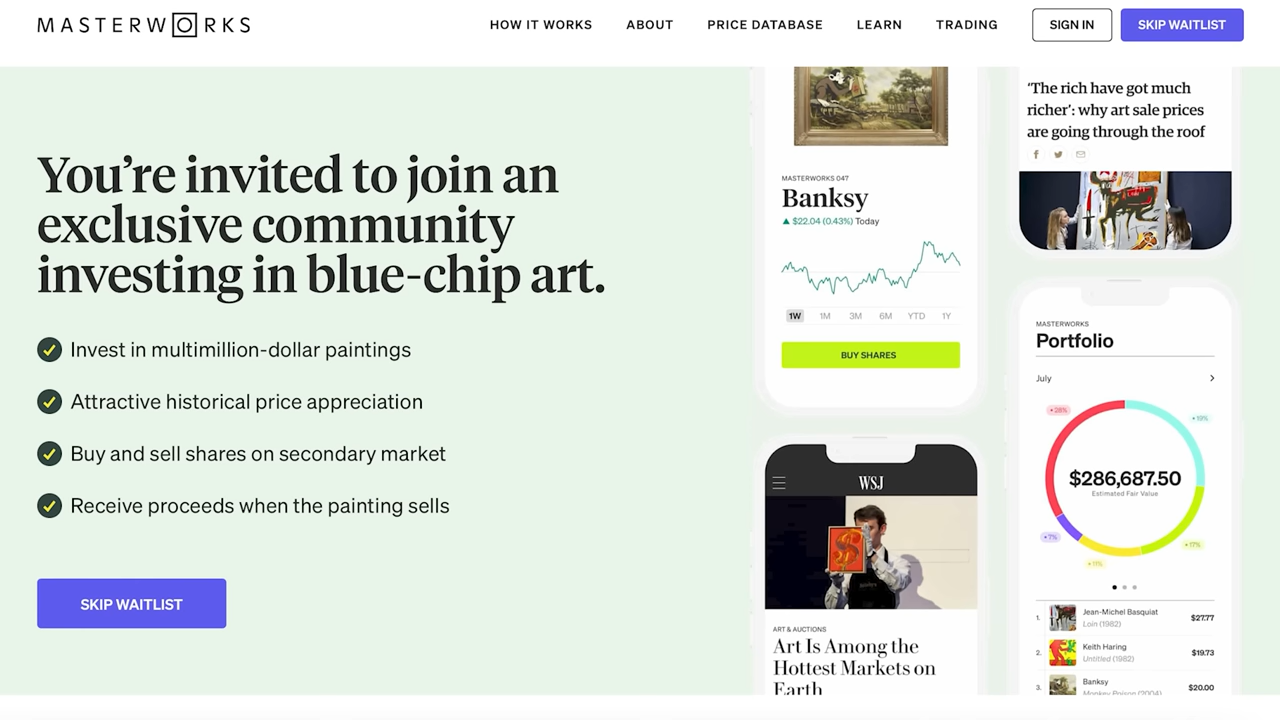 MASTERWORKS
HOW IT WORKS
ABOUT
PRICE DATABASE
LEARN
TRADING
SIGN IN
SKIP WAITLIST
You’re invited to join an
exclusive community
investing in blue-chip art.
Invest in multimillion-dollar paintings
Attractive historical price appreciation
Buy and sell shares on secondary market
Receive proceeds when the painting sells
SKIP WAITLIST
MASTERWORKS 047
Banksy
▲ $22.04 (0.43%) Today
1W 1M 3M 6M YTD 1Y
BUY SHARES
WSJ
ART & AUCTIONS
Art Is Among the
Hottest Markets on
Earth
‘The rich have got much
richer’: why art sale prices
are going through the roof
MASTERWORKS
Portfolio
July
$286,687.50
Estimated Fair Value
1. Jean-Michel Basquiat $27.77
Loin (1982)
2. Keith Haring $19.73
Untitled (1982)
3. Banksy $20.00
Monkey Poison (2004)